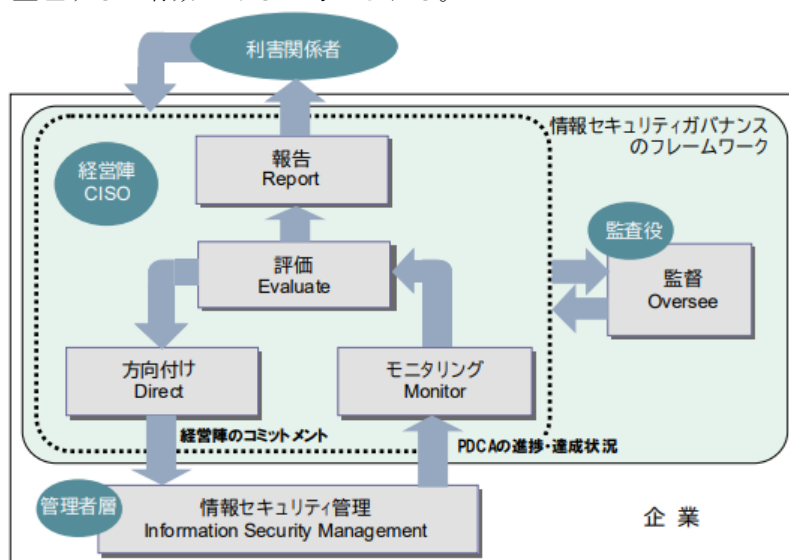 利害関係者
情報セキュリティガバナンス
のフレームワーク
経営陣
CISO
報告
Report
監査役
評価
Evaluate
監督
Oversee
方向付け
Direct
モニタリング
Monitor
経営陣のコミットメント
PDCAの進捗・達成状況
管理者層
情報セキュリティ管理
Information Security Management
企 業